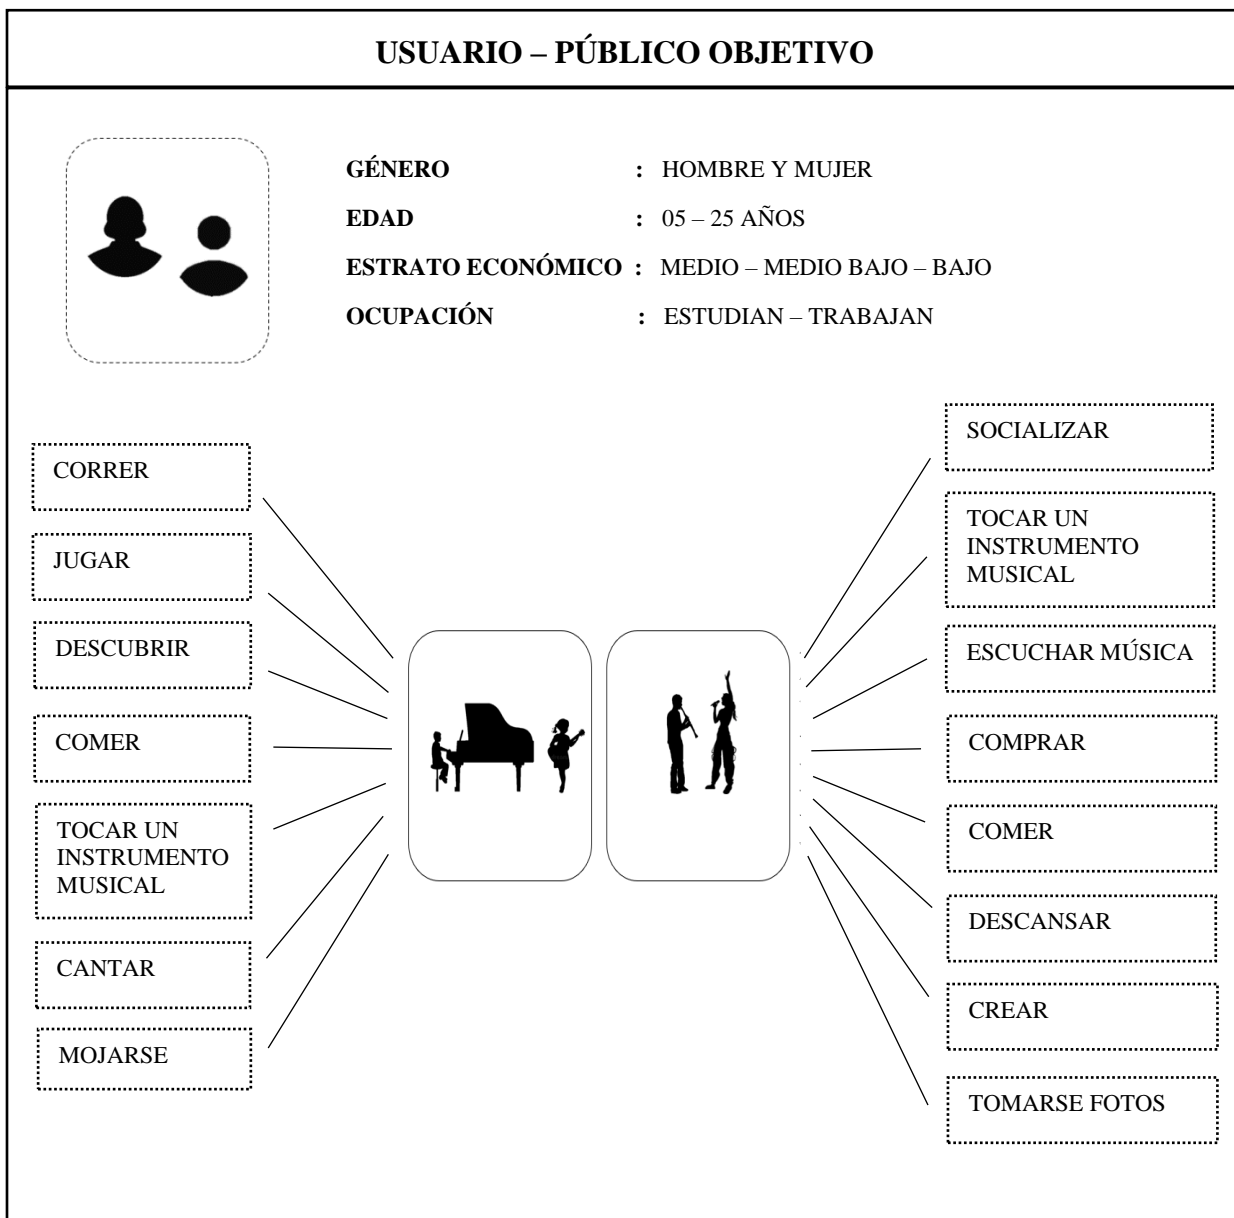 USUARIO – PÚBLICO OBJETIVO
GÉNERO : HOMBRE Y MUJER
EDAD : 05 – 25 AÑOS
ESTRATO ECONÓMICO : MEDIO – MEDIO BAJO – BAJO
OCUPACIÓN : ESTUDIAN – TRABAJAN
CORRER
JUGAR
DESCUBRIR
COMER
TOCAR UN
INSTRUMENTO
MUSICAL
CANTAR
MOJARSE
SOCIALIZAR
TOCAR UN
INSTRUMENTO
MUSICAL
ESCUCHAR MÚSICA
COMPRAR
COMER
DESCANSAR
CREAR
TOMARSE FOTOS